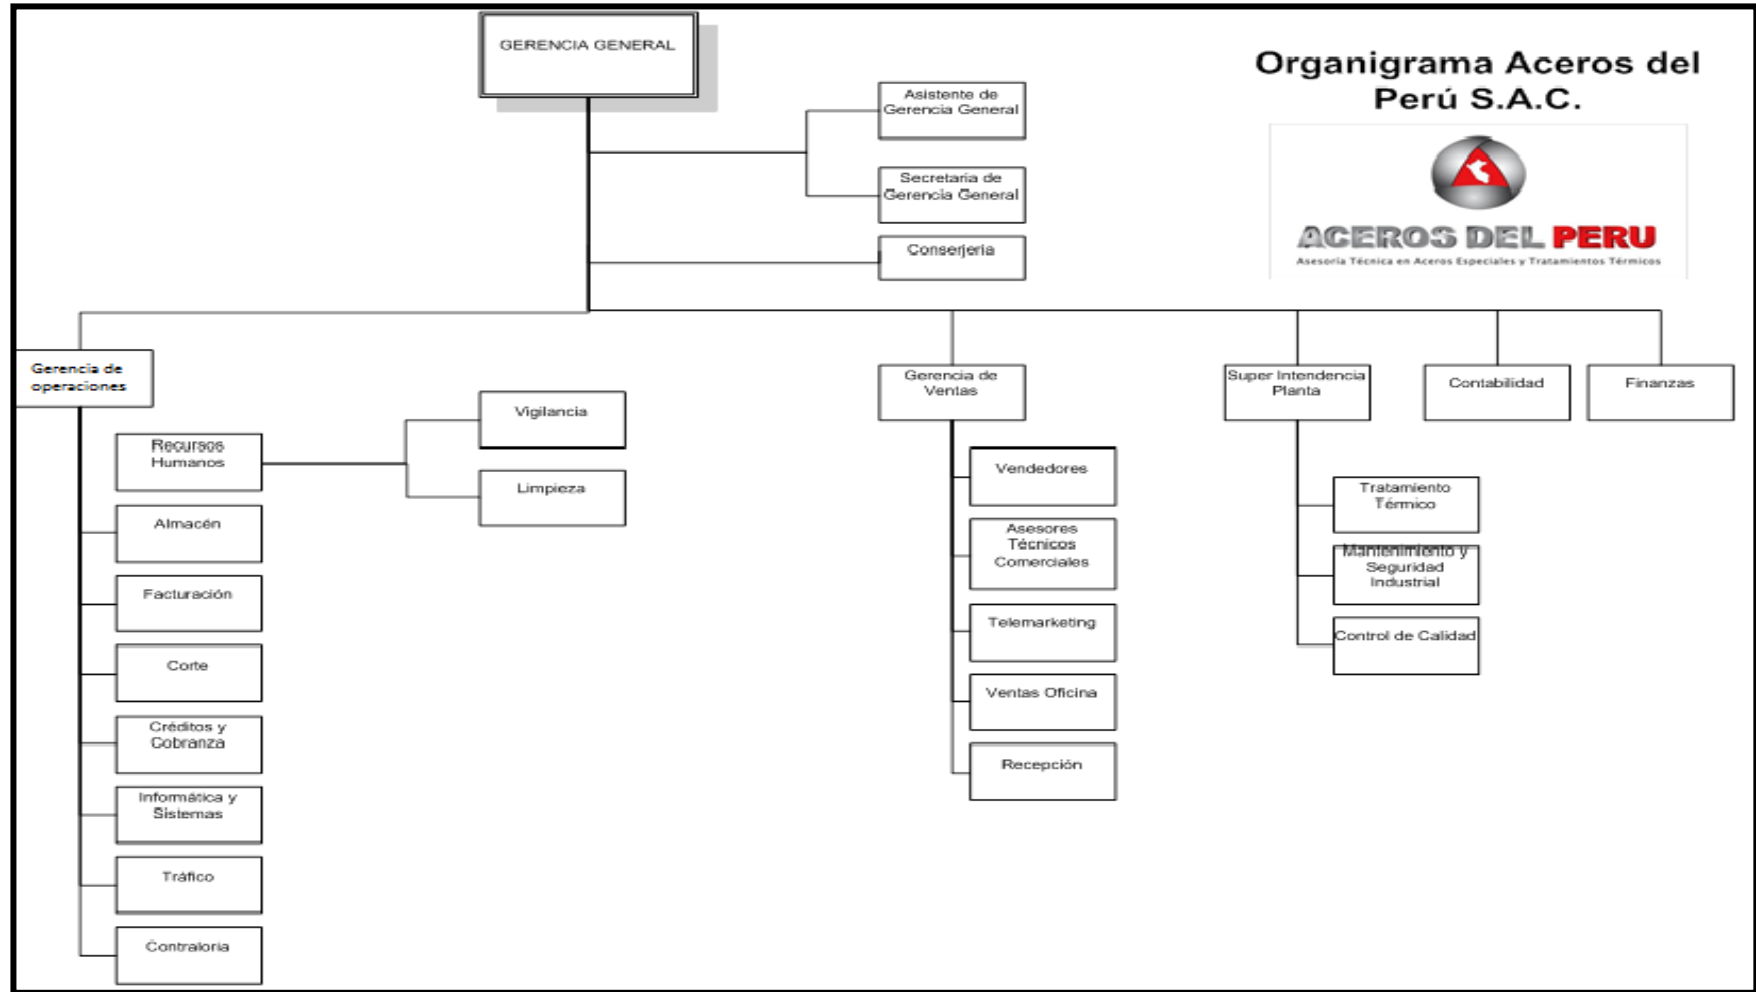 GERENCIA GENERAL
Organigrama Aceros del
Perú S.A.C.
ACEROS DEL PERU
Asesoría Técnica en Aceros Especiales y Tratamientos Térmicos
Asistente de
Gerencia General
Secretaria de
Gerencia General
Conserjería
Gerencia de
operaciones
Recursos
Humanos
Vigilancia
Limpieza
Almacén
Facturación
Corte
Créditos y
Cobranza
Informática y
Sistemas
Tráfico
Contraloria
Gerencia de
Ventas
Vendedores
Asesores
Técnicos
Comerciales
Telemarketing
Ventas Oficina
Recepción
Super Intendencia
Planta
Tratamiento
Térmico
Mantenimiento y
Seguridad
Industrial
Control de Calidad
Contabilidad
Finanzas